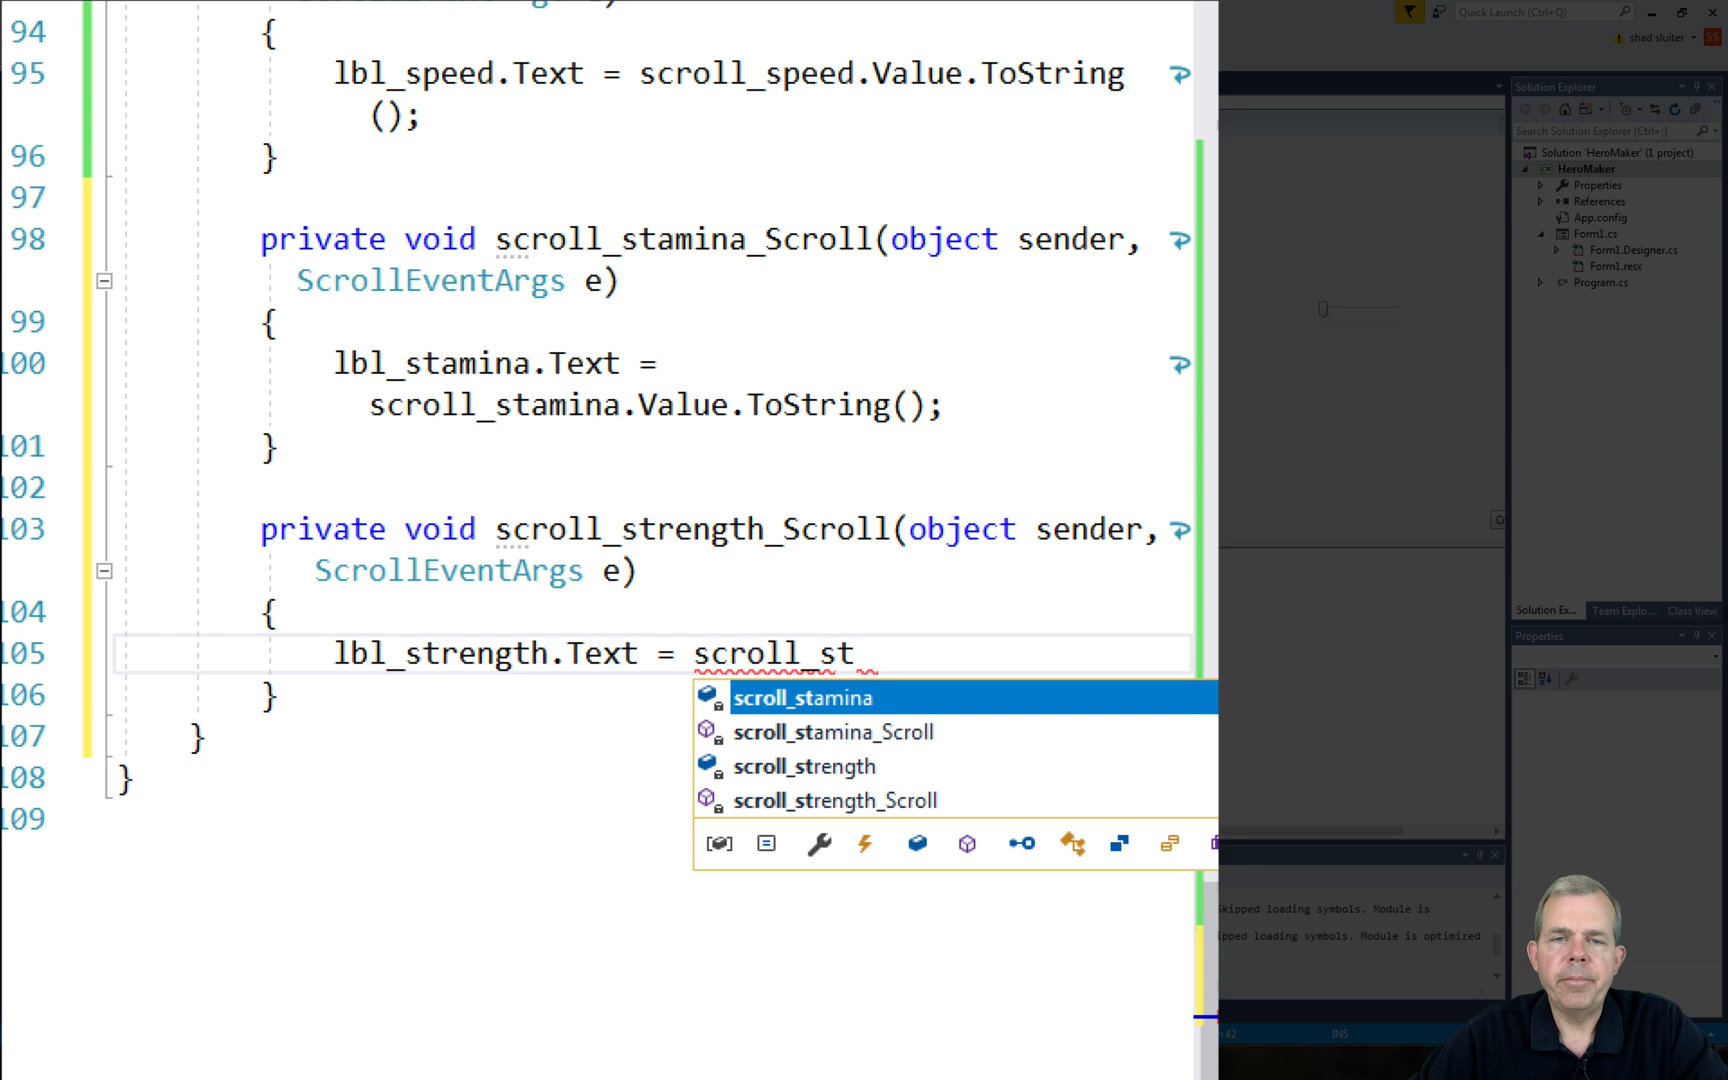 94 {
95 lbl_speed.Text = scroll_speed.Value.ToString
();
96 }
97
98 private void scroll_stamina_Scroll(object sender,
ScrollEventArgs e)
99 {
100 lbl_stamina.Text =
scroll_stamina.Value.ToString();
101 }
102
103 private void scroll_strength_Scroll(object sender,
ScrollEventArgs e)
104 {
105 lbl_strength.Text = scroll_st
106 }
107 }
108 }
109
scroll_stamina
scroll_stamina_Scroll
scroll_strength
scroll_strength_Scroll
Quick Launch (Ctrl+Q)
shad sluiter
SS
Solution Explorer
Search Solution Explorer (Ctrl+;)
Solution 'HeroMaker' (1 project)
HeroMaker
Properties
References
App.config
Form1.cs
Form1.Designer.cs
Form1.resx
Program.cs
Solution Ex... Team Explo... Class View
Properties
Skipped loading symbols. Module is
ipped loading symbols. Module is optimized
42 INS